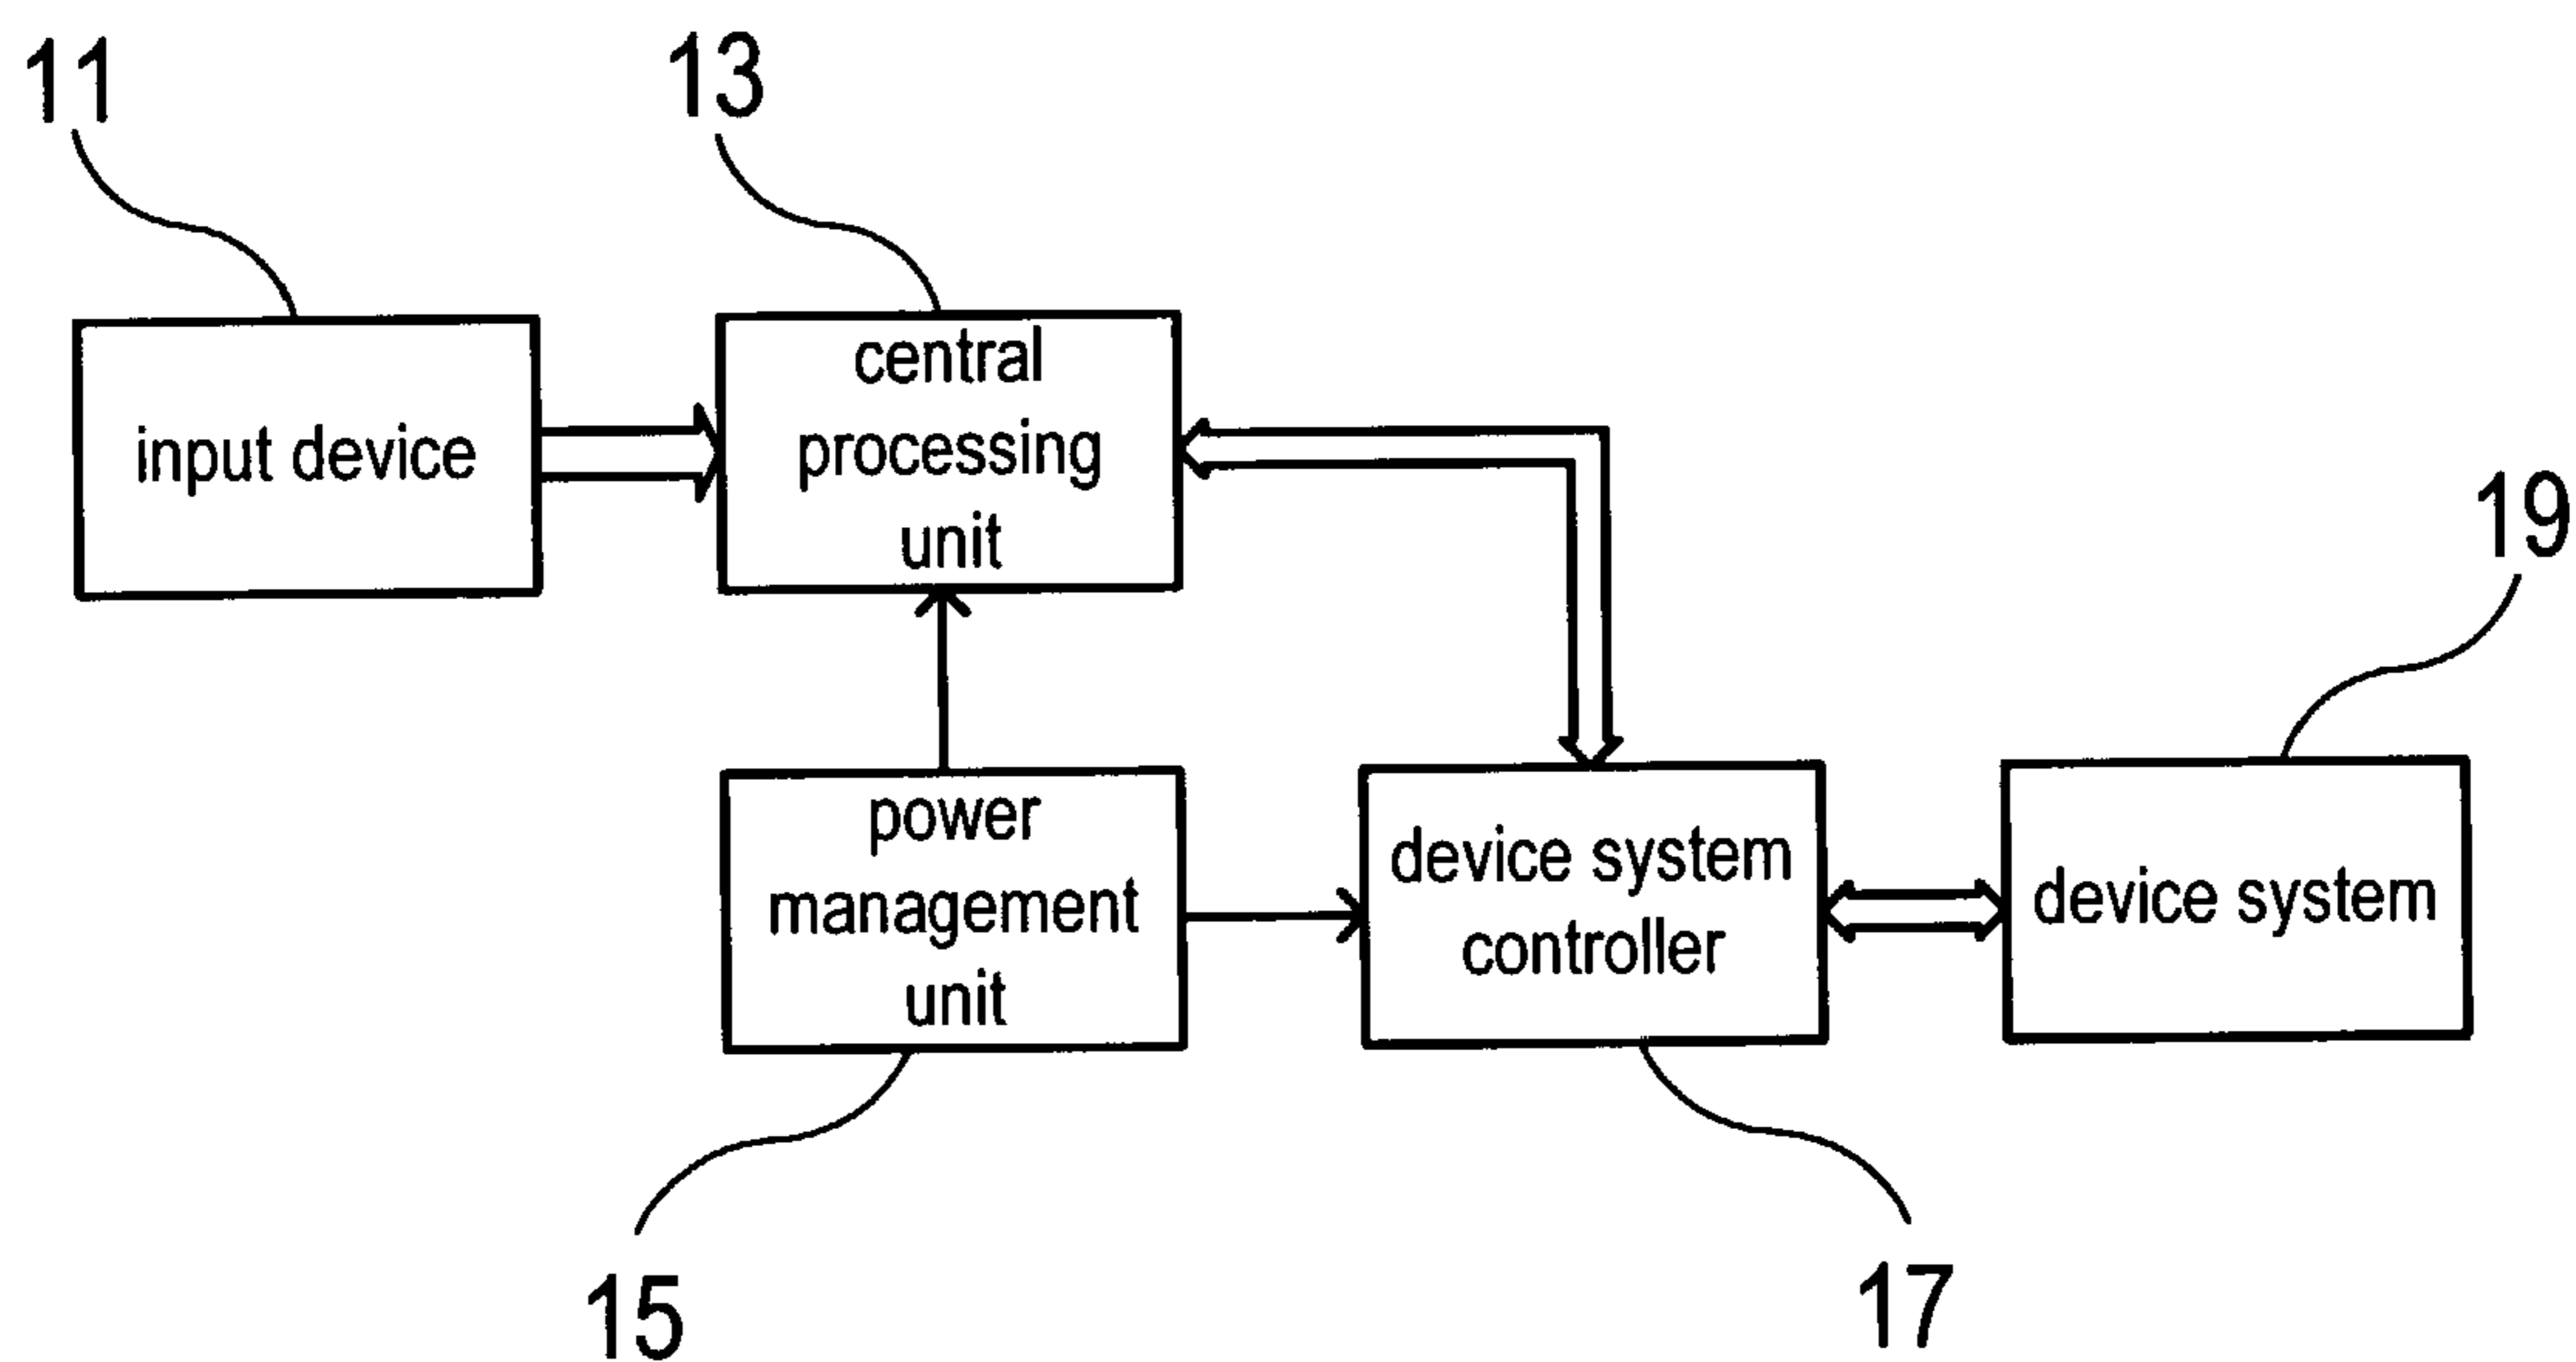 11
13
input device
central
processing
unit
19
power
management
unit
device system
controller
device system
15
17